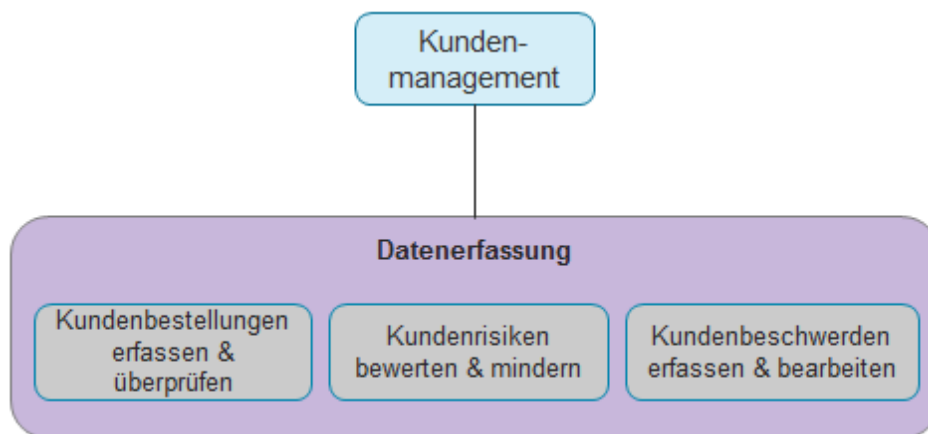 Kunden-
management
Datenerfassung
Kundenbestellungen
erfassen &
überprüfen
Kundenrisiken
bewerten & mindern
Kundenbeschwerden
erfassen & bearbeiten